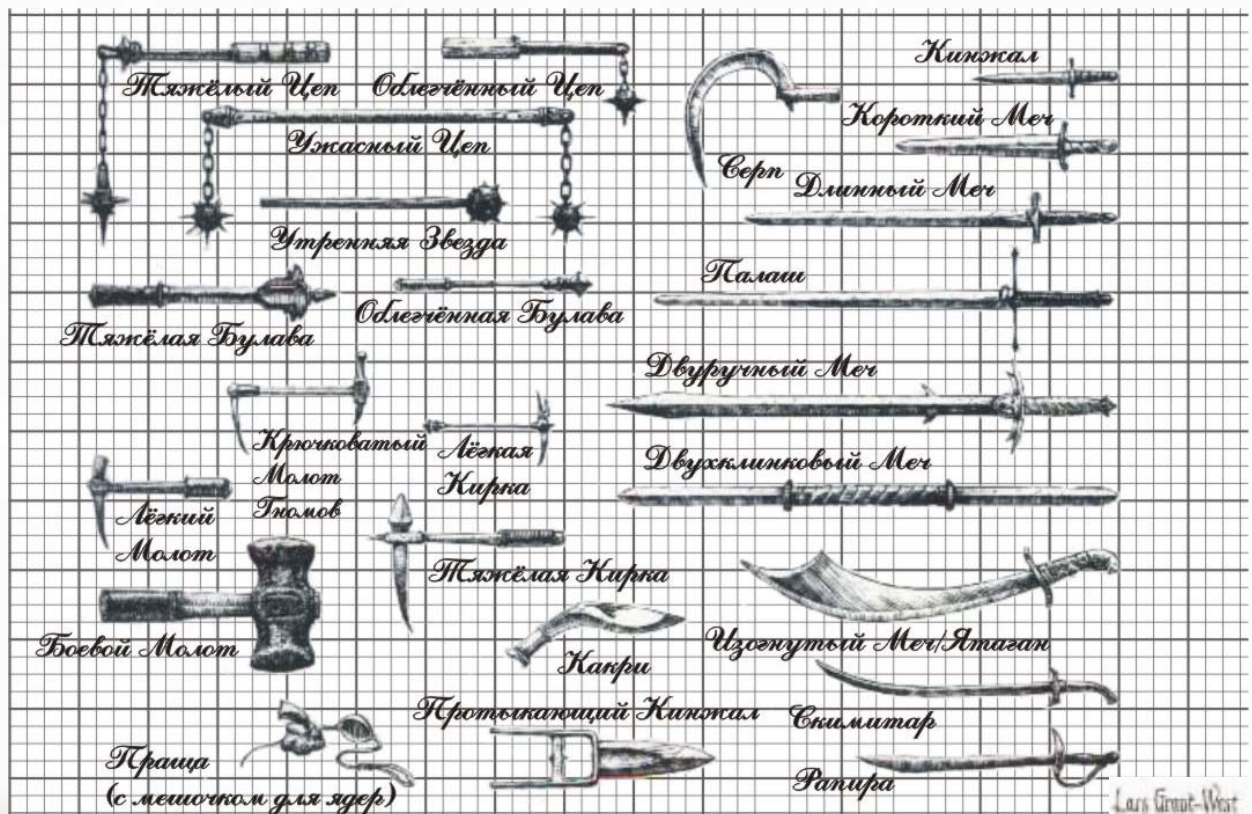 Тяжёлый Цеп
Облегчённый Цеп
Кинжал
Короткий Меч
Ужасный Цеп
Серп
Длинный Меч
Утренняя Звезда
Палаш
Облегчённая Булава
Тяжёлая Булава
Двуручный Меч
Крючковатый
Молот
Гномов
Лёгкая
Кирка
Двухклинковый Меч
Лёгкий
Молот
Тяжёлая Кирка
Боевой Молот
Какри
Изогнутый Меч/Ятаган
Протыкающий Кинжал
Скимитар
Праща
(с мешочком для ядер)
Рапира
Lars Grant-West